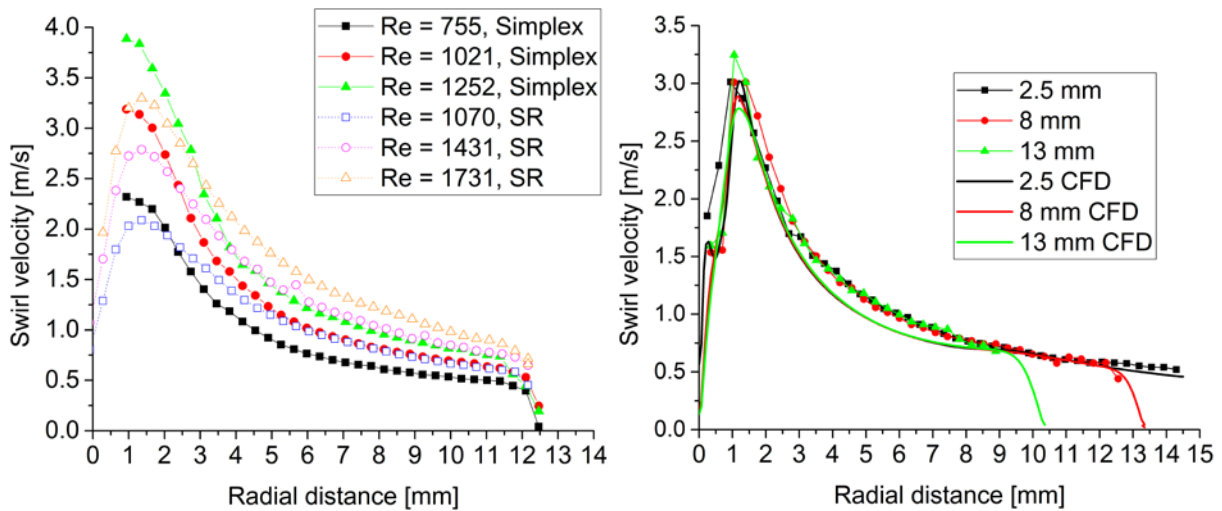 4.0
3.5
3.0
2.5
2.0
1.5
1.0
0.5
0.0
Swirl velocity [m/s]
Re = 755, Simplex
Re = 1021, Simplex
Re = 1252, Simplex
Re = 1070, SR
Re = 1431, SR
Re = 1731, SR
0 1 2 3 4 5 6 7 8 9 10 11 12 13 14
Radial distance [mm]
3.5
3.0
2.5
2.0
1.5
1.0
0.5
0.0
Swirl velocity [m/s]
2.5 mm
8 mm
13 mm
2.5 CFD
8 mm CFD
13 mm CFD
0 1 2 3 4 5 6 7 8 9 10 11 12 13 14 15
Radial distance [mm]